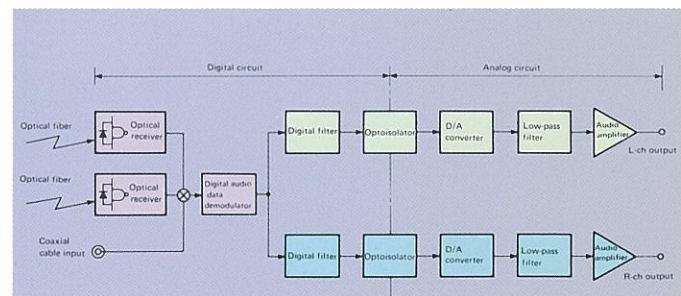 Digital circuit
Analog circuit
Optical fiber
Optical
receiver
Digital filter
Optoisolator
D/A
converter
Low-pass
filter
Audio
amplifier
L-ch output
Optical fiber
Optical
receiver
Digital audio
data
demodulator
Coaxial
cable input
Digital filter
Optoisolator
D/A
converter
Low-pass
filter
Audio
amplifier
R-ch output